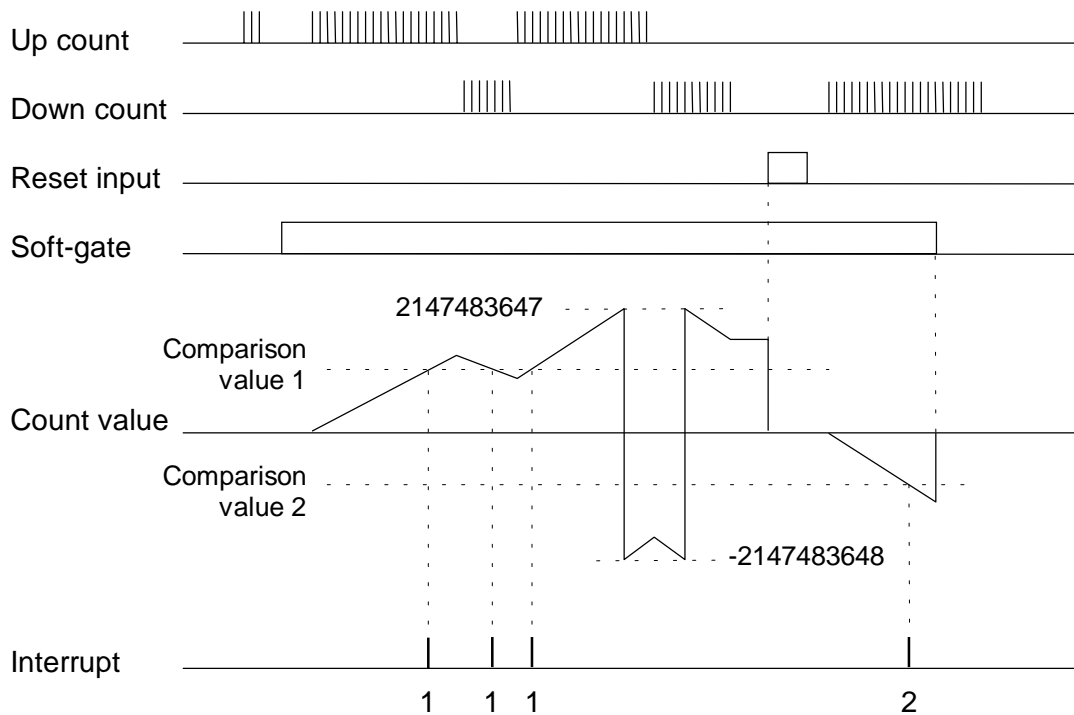 Up count
Down count
Reset input
Soft-gate
2147483647
Comparison
value 1
Count value
Comparison
value 2
-2147483648
Interrupt
1 1 1 2